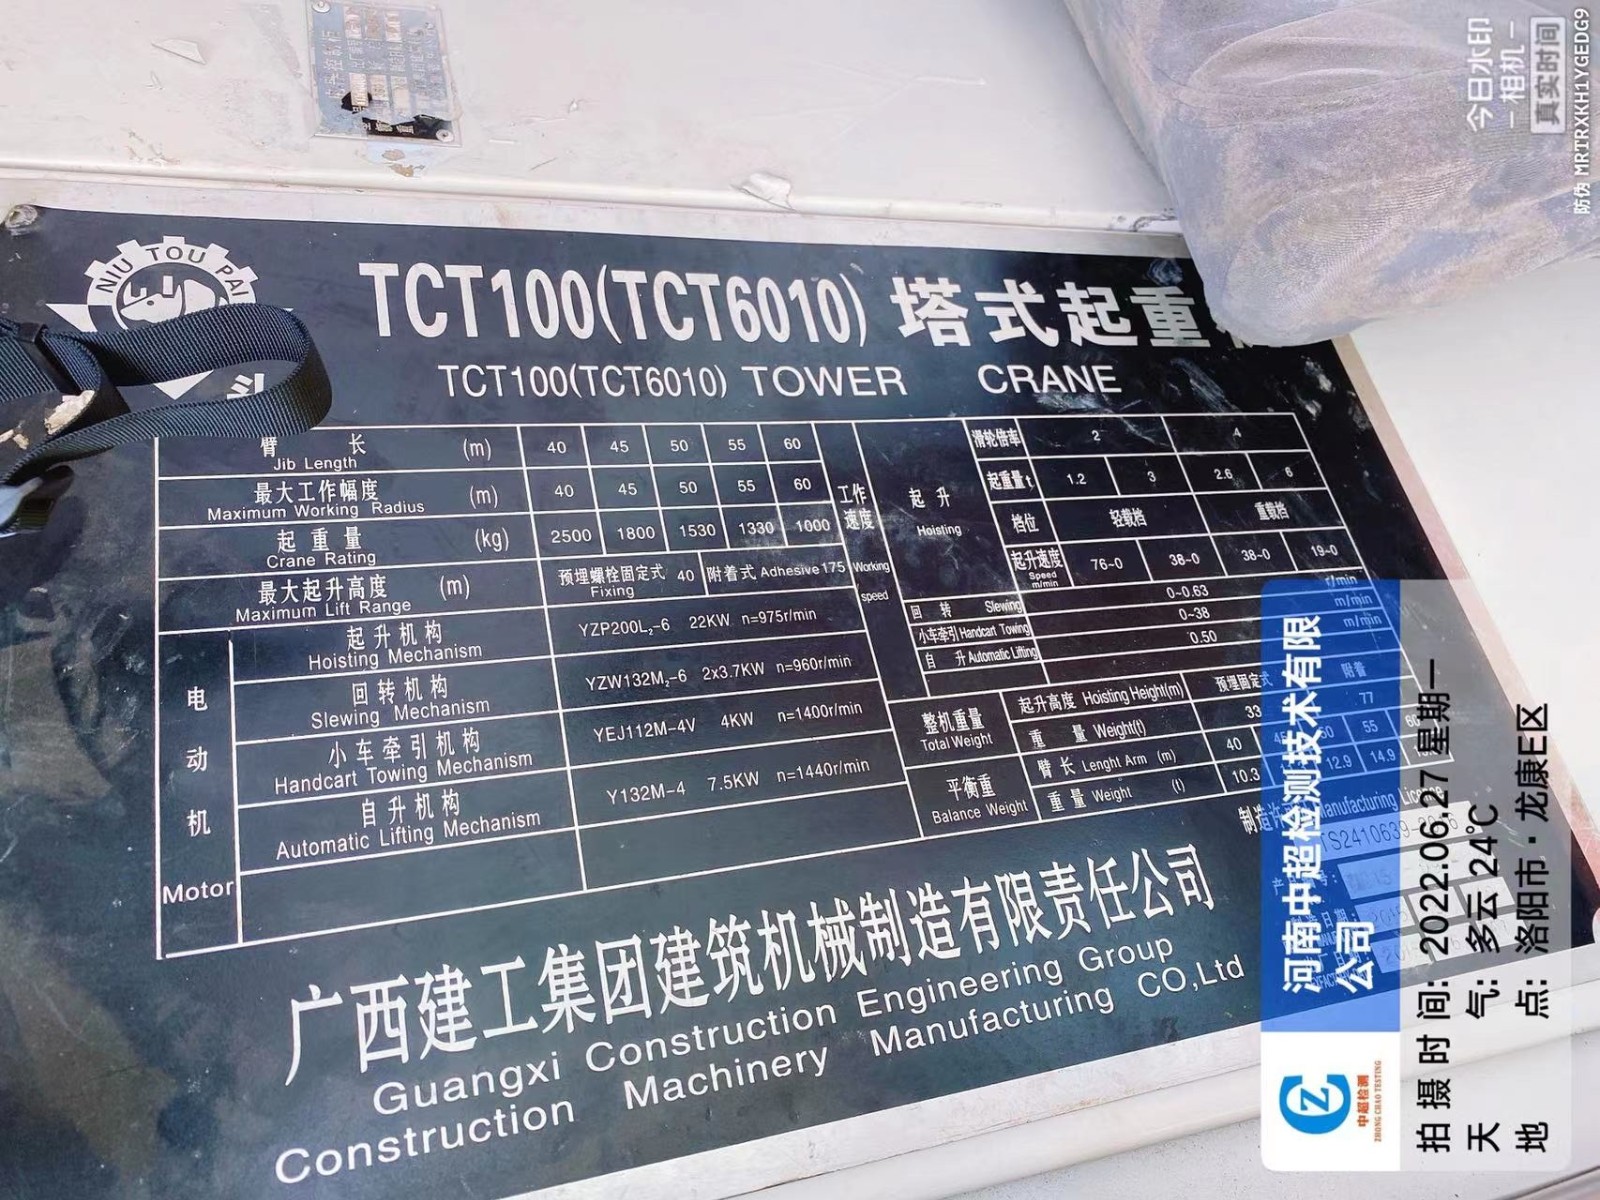 NIU TOU PAI
TCT100(TCT6010) 塔式起重
TCT100(TCT6010) TOWER CRANE
臂 长 (m) 40 45 50 55 60
Jib Length
最大工作幅度 (m) 40 45 50 55 60
Maximum Working Radius
起重量 (kg) 2500 1800 1530 1330 1000
Crane Rating
最大起升高度 (m) 预埋螺栓固定式 40 附着式 Adhesive 175
Maximum Lift Range Fixing
电动机
Motor
起升机构 YZP200L₂-6 22KW n=975r/min
Hoisting Mechanism
回转机构 YZW132M₂-6 2x3.7KW n=960r/min
Slewing Mechanism
小车牵引机构 YEJ112M-4V 4KW n=1400r/min
Handcart Towing Mechanism
自升机构 Y132M-4 7.5KW n=1440r/min
Automatic Lifting Mechanism
工作速度
Working speed
起升
Hoisting
滑轮倍率 2 4
起重量 t 1.2 3 2.6 6
档位 轻载档 重载档
起升速度 76-0 38-0 38-0 19-0
Speed
m/min
回 转 Slewing 0~0.63 r/min
小车牵引 Handcart Towing 0~38 m/min
自 升 Automatic Lifting 0.50 m/min
整机重量
Total Weight
起升高度 Hoisting Height(m) 预埋固定式 附着
重 量 Weight(t) 33 77
平衡重
Balance Weight
臂 长 Lenght Arm (m) 40 55
重 量 Weight (t) 10.3 12.9 14.9
广西建工集团建筑机械制造有限责任公司
Guangxi Construction Engineering Group
Construction Machinery Manufacturing CO,Ltd
河南中超检测技术有限公司
中超检测
ZHONG CHAO TESTING
拍摄时间: 2022.06.27 星期一
天 气: 多云 24℃
地 点: 洛阳市·龙康E区
今日水印
-相机-
真实时间
防伪 MRTRXKH1YGEDG9